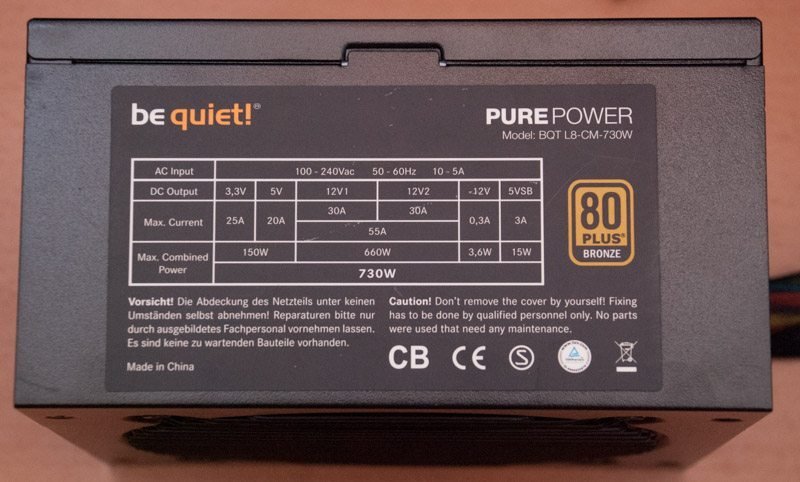 be quiet!®
PURE POWER
Model: BQT L8-CM-730W
AC Input 100 - 240Vac 50 - 60Hz 10 - 5A
DC Output 3,3V 5V 12V1 12V2 -12V 5VSB
Max. Current 25A 20A 30A 30A 0,3A 3A
55A
Max. Combined Power 150W 660W 3,6W 15W
730W
80
PLUS®
BRONZE
Vorsicht! Die Abdeckung des Netzteils unter keinen
Umständen selbst abnehmen! Reparaturen bitte nur
durch ausgebildetes Fachpersonal vornehmen lassen.
Es sind keine zu wartenden Bauteile vorhanden.
Made in China
Caution! Don't remove the cover by yourself! Fixing
has to be done by qualified personnel only. No parts
were used that need any maintenance.
CB CE S